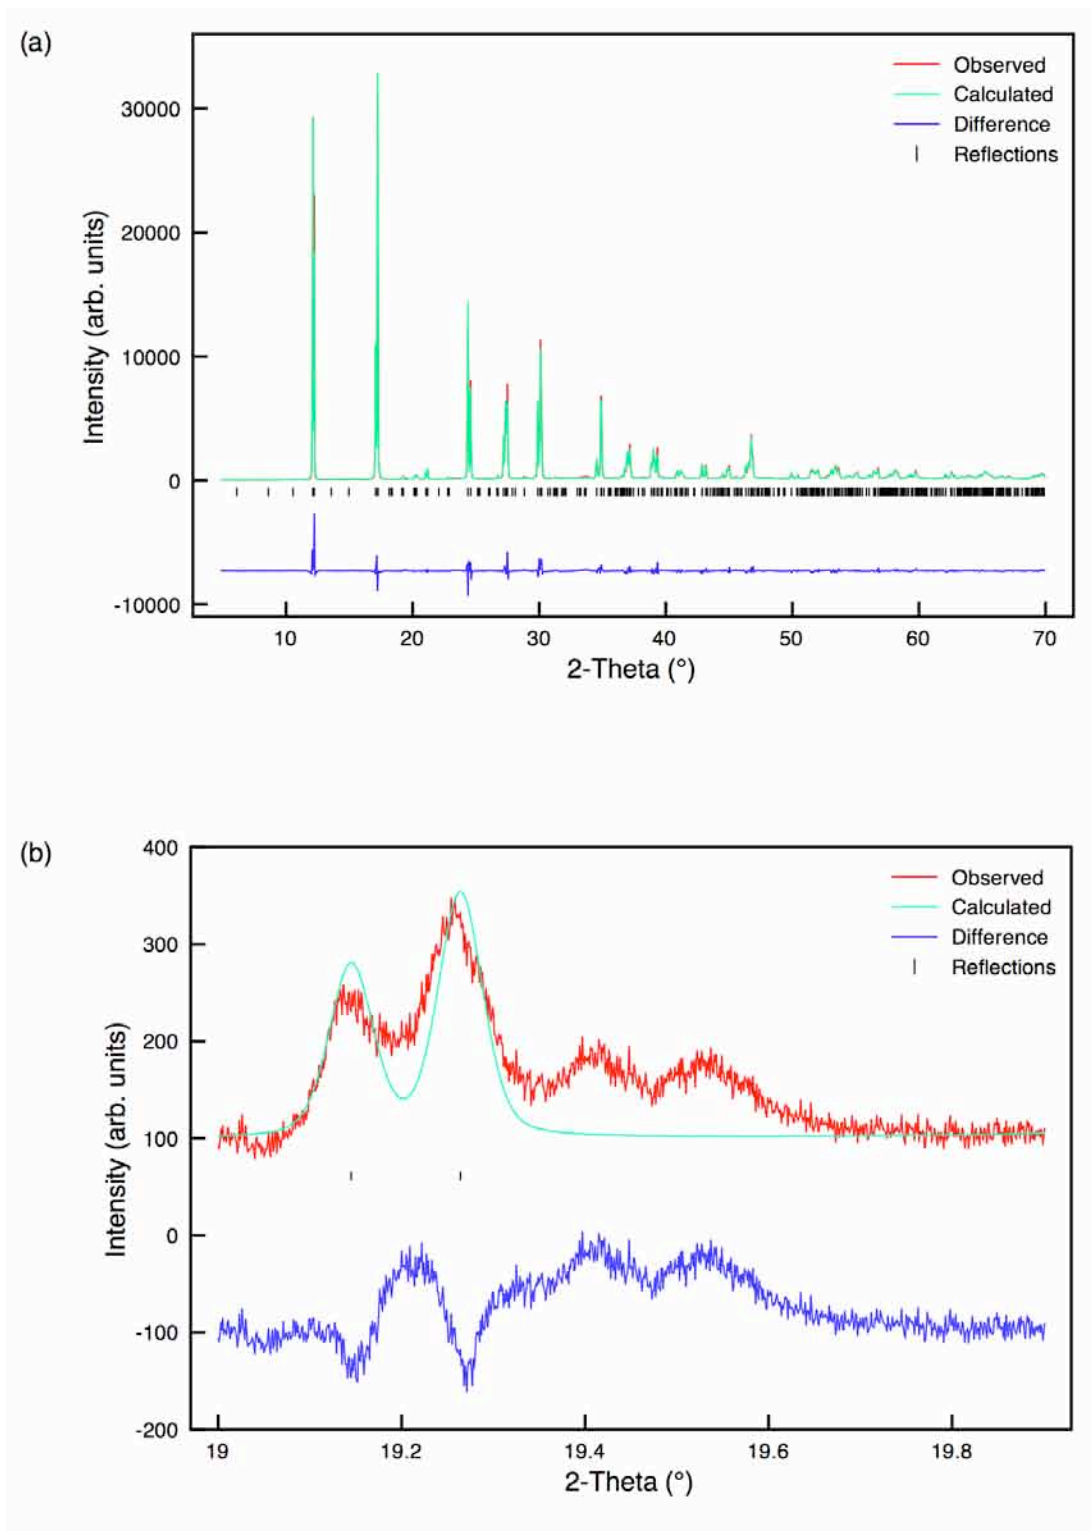 (a)
Observed
Calculated
Difference
Reflections
30000
20000
10000
0
-10000
Intensity (arb. units)
10 20 30 40 50 60 70
2-Theta (°)
(b)
Observed
Calculated
Difference
Reflections
400
300
200
100
0
-100
-200
Intensity (arb. units)
19 19.2 19.4 19.6 19.8
2-Theta (°)